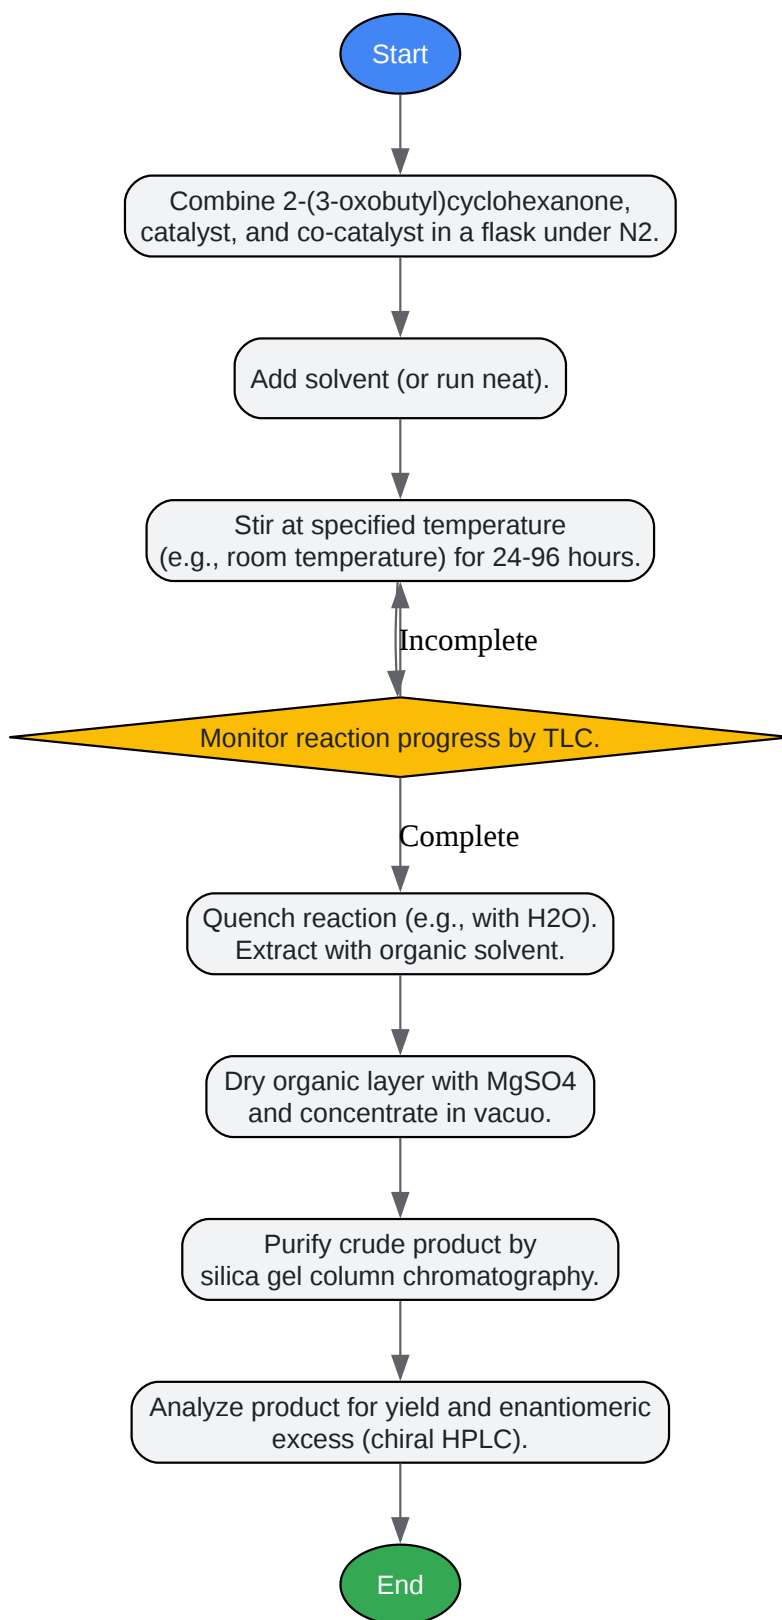 Start
Combine 2-(3-oxobutyl)cyclohexanone,
catalyst, and co-catalyst in a flask under N2.
Add solvent (or run neat).
Stir at specified temperature
(e.g., room temperature) for 24-96 hours.
Incomplete
Monitor reaction progress by TLC.
Complete
Quench reaction (e.g., with H2O).
Extract with organic solvent.
Dry organic layer with MgSO4
and concentrate in vacuo.
Purify crude product by
silica gel column chromatography.
Analyze product for yield and enantiomeric
excess (chiral HPLC).
End